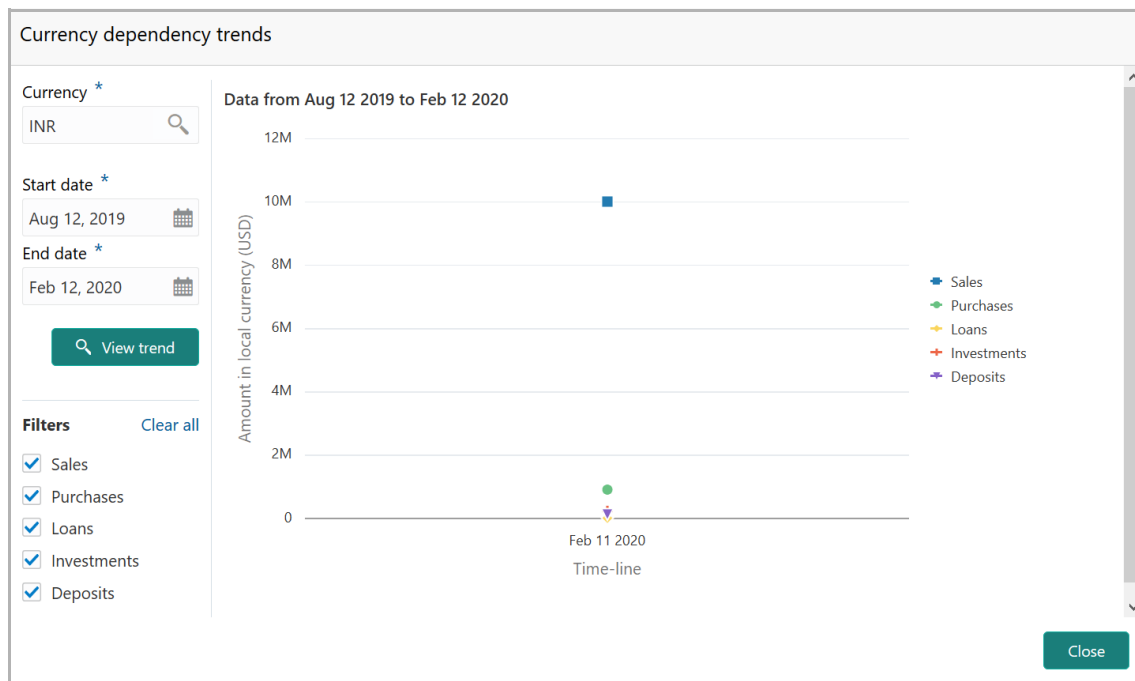 Currency dependency trends
Currency *
INR
Start date *
Aug 12, 2019
End date *
Feb 12, 2020
View trend
Filters Clear all
Sales
Purchases
Loans
Investments
Deposits
Data from Aug 12 2019 to Feb 12 2020
Amount in local currency (USD)
12M
10M
8M
6M
4M
2M
0
Feb 11 2020
Time-line
Sales
Purchases
Loans
Investments
Deposits
Close